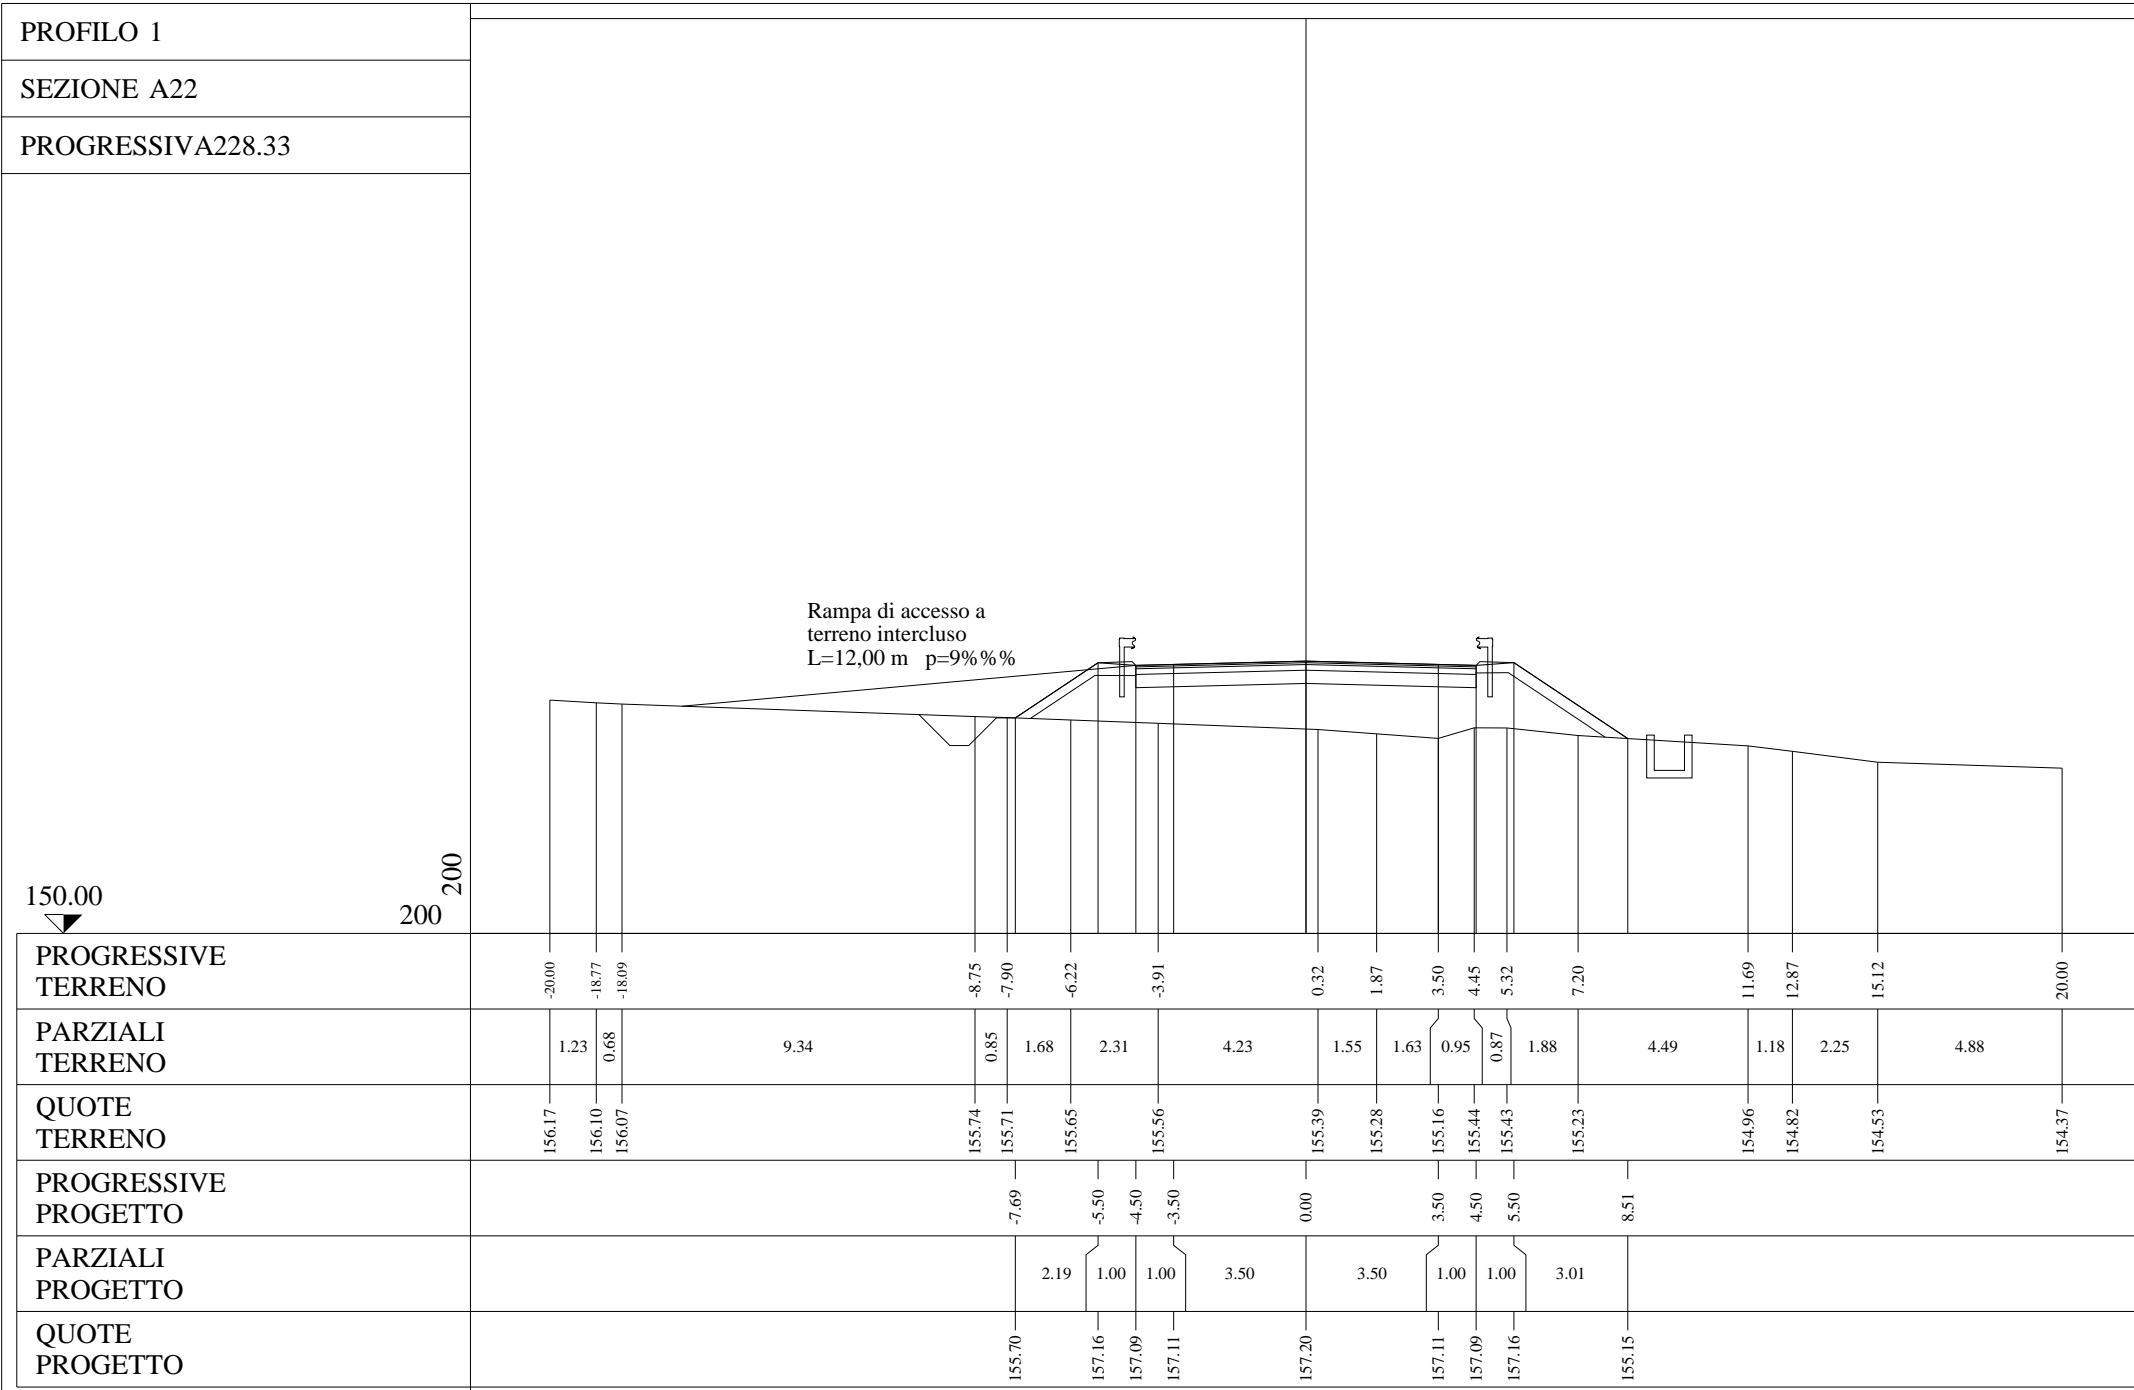 PROFILO 1
SEZIONE A22
PROGRESSIVA228.33
Rampa di accesso a
terreno intercluso
L=12,00 m p=9%%%
200
150.00
200
PROGRESSIVE
TERRENO
-20.00 -18.77 -18.09 -8.75 -7.90 -6.22 -3.91 0.32 1.87 3.50 4.45 5.32 7.20 11.69 12.87 15.12 20.00
PARZIALI
TERRENO
1.23 0.68 9.34 0.85 1.68 2.31 4.23 1.55 1.63 0.95 0.87 1.88 4.49 1.18 2.25 4.88
QUOTE
TERRENO
156.17 156.10 156.07 155.74 155.71 155.65 155.56 155.39 155.28 155.16 155.44 155.43 155.23 154.96 154.82 154.53 154.37
PROGRESSIVE
PROGETTO
-7.69 -5.50 -4.50 -3.50 0.00 3.50 4.50 5.50 8.51
PARZIALI
PROGETTO
2.19 1.00 1.00 3.50 3.50 1.00 1.00 3.01
QUOTE
PROGETTO
155.70 157.16 157.09 157.11 157.20 157.11 157.09 157.16 155.15